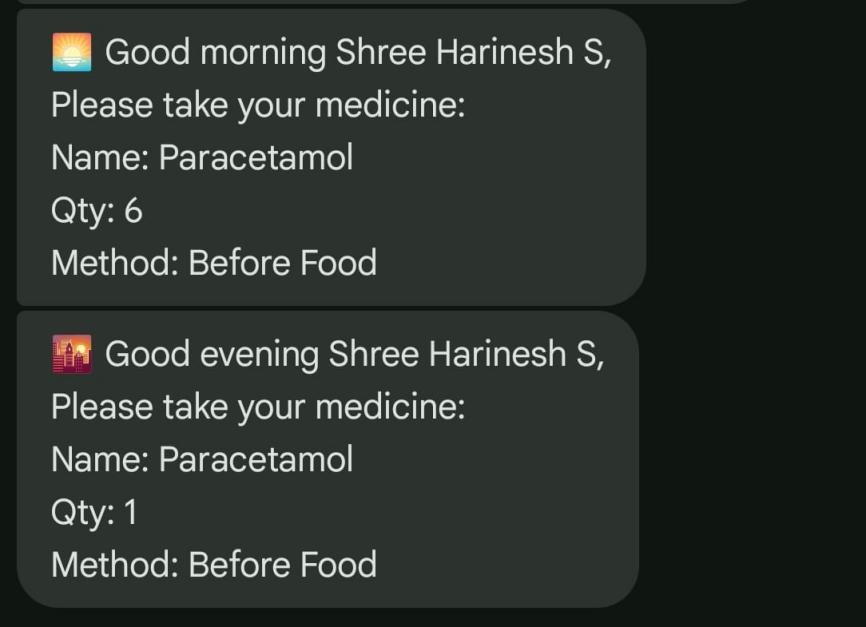 🌅 Good morning Shree Harinesh S,
Please take your medicine:
Name: Paracetamol
Qty: 6
Method: Before Food
🌇 Good evening Shree Harinesh S,
Please take your medicine:
Name: Paracetamol
Qty: 1
Method: Before Food